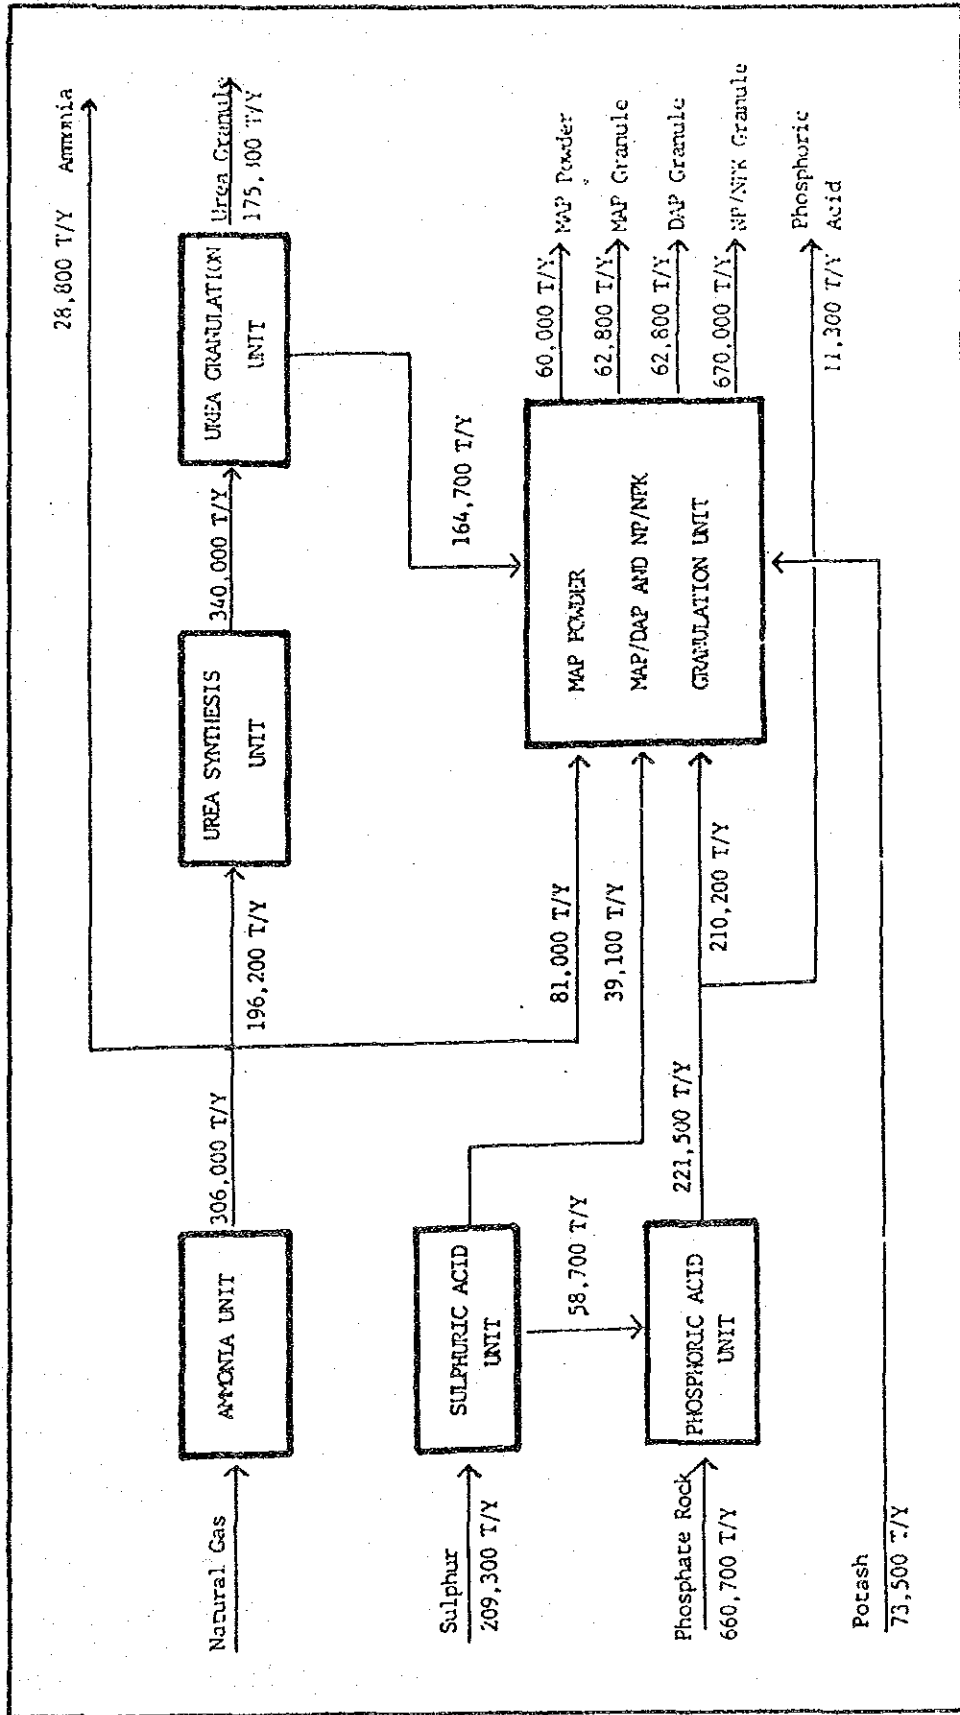 28,800 T/Y Ammonia
Natural Gas
AMMONIA UNIT
306,000 T/Y
196,200 T/Y
UREA SYNTHESIS
UNIT
340,000 T/Y
UREA GRANULATION
UNIT
Urea Granule
175,300 T/Y
164,700 T/Y
Sulphur
209,300 T/Y
SULPHURIC ACID
UNIT
58,700 T/Y
81,000 T/Y
39,100 T/Y
Phosphate Rock
660,700 T/Y
PHOSPHORIC ACID
UNIT
221,500 T/Y
210,200 T/Y
MAP POWDER
MAP/DAP AND NP/NPK
GRANULATION UNIT
60,000 T/Y MAP Powder
62,800 T/Y MAP Granule
62,800 T/Y DAP Granule
670,000 T/Y NP/NPK Granule
Phosphoric
11,300 T/Y Acid
Potash
73,500 T/Y